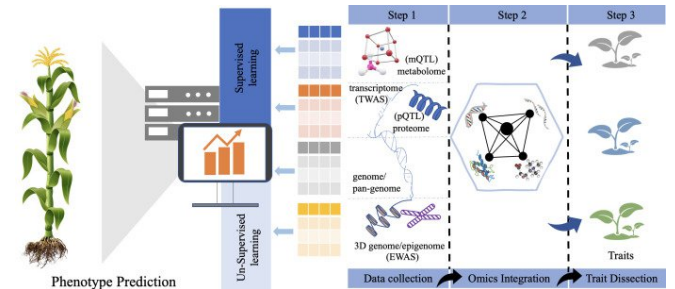 Step 1
Step 2
Step 3
Supervised
learning
(mQTL)
metabolome
transcriptome
(TWAS)
(pQTL)
proteome
genome/
pan-genome
Un-Supervised
learning
3D genome/epigenome
(EWAS)
Traits
Phenotype Prediction
Data collection
Omics Integration
Trait Dissection